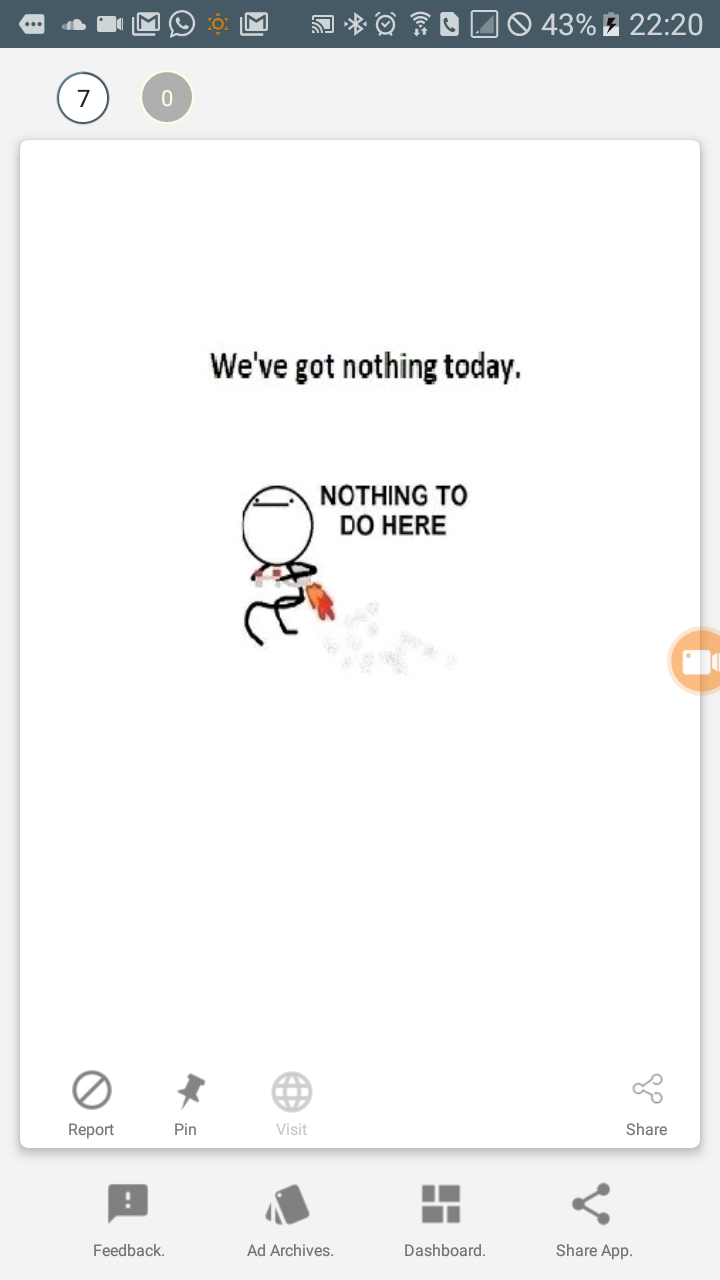 43% 22:20
7 0
We've got nothing today.
NOTHING TO
DO HERE
Report Pin Visit Share
Feedback. Ad Archives. Dashboard. Share App.